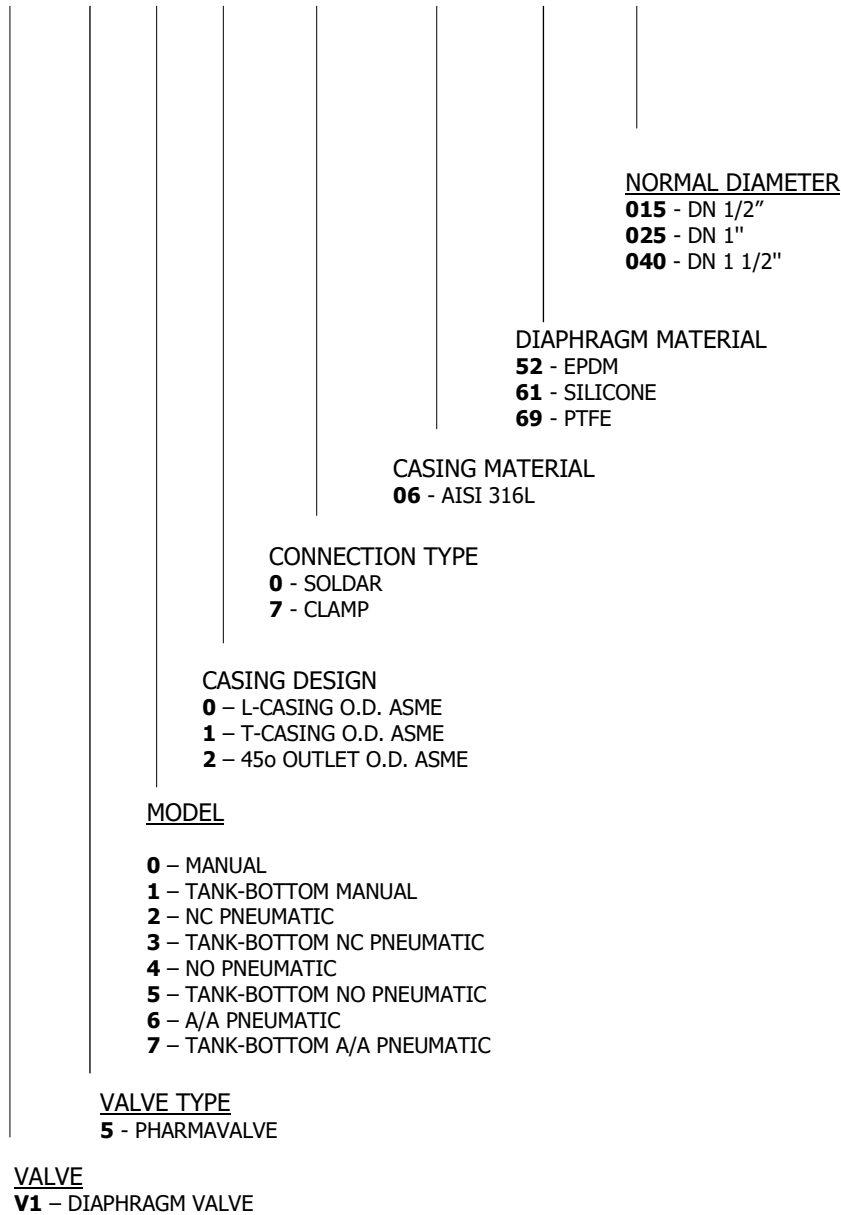 NORMAL DIAMETER
015 - DN 1/2”
025 - DN 1"
040 - DN 1 1/2"
DIAPHRAGM MATERIAL
52 - EPDM
61 - SILICONE
69 - PTFE
CASING MATERIAL
06 - AISI 316L
CONNECTION TYPE
0 - SOLDAR
7 - CLAMP
CASING DESIGN
0 – L-CASING O.D. ASME
1 – T-CASING O.D. ASME
2 – 45o OUTLET O.D. ASME
MODEL
0 – MANUAL
1 – TANK-BOTTOM MANUAL
2 – NC PNEUMATIC
3 – TANK-BOTTOM NC PNEUMATIC
4 – NO PNEUMATIC
5 – TANK-BOTTOM NO PNEUMATIC
6 – A/A PNEUMATIC
7 – TANK-BOTTOM A/A PNEUMATIC
VALVE TYPE
5 - PHARMAVALVE
VALVE
V1 – DIAPHRAGM VALVE